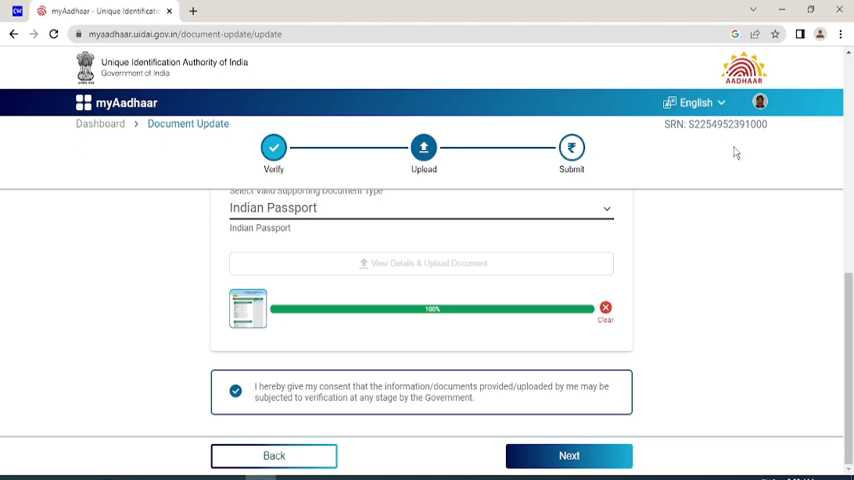 myAadhaar - Unique Identificatio
myaadhaar.uidai.gov.in/document-update/update
Unique Identification Authority of India
Government of India
AADHAAR
myAadhaar
English
Dashboard > Document Update
SRN: S2254952391000
Verify
Upload
Submit
Select Valid Supporting Document Type
Indian Passport
Indian Passport
View Details & Upload Document
100%
Clear
I hereby give my consent that the information/documents provided/uploaded by me may be
subjected to verification at any stage by the Government.
Back
Next